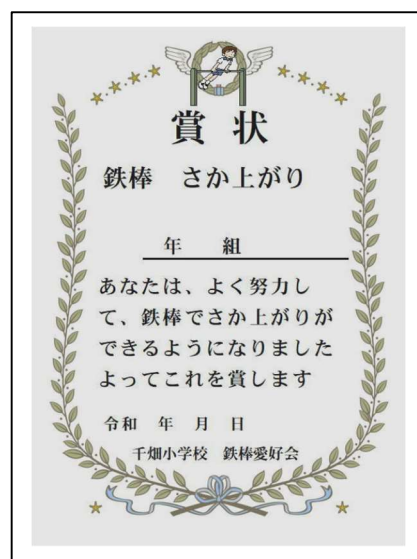 賞 状
鉄棒　さか上がり
年　　組
あなたは、よく努力し
て、鉄棒でさか上がりが
できるようになりました
よってこれを賞します
令和　年　月　日
千畑小学校　鉄棒愛好会